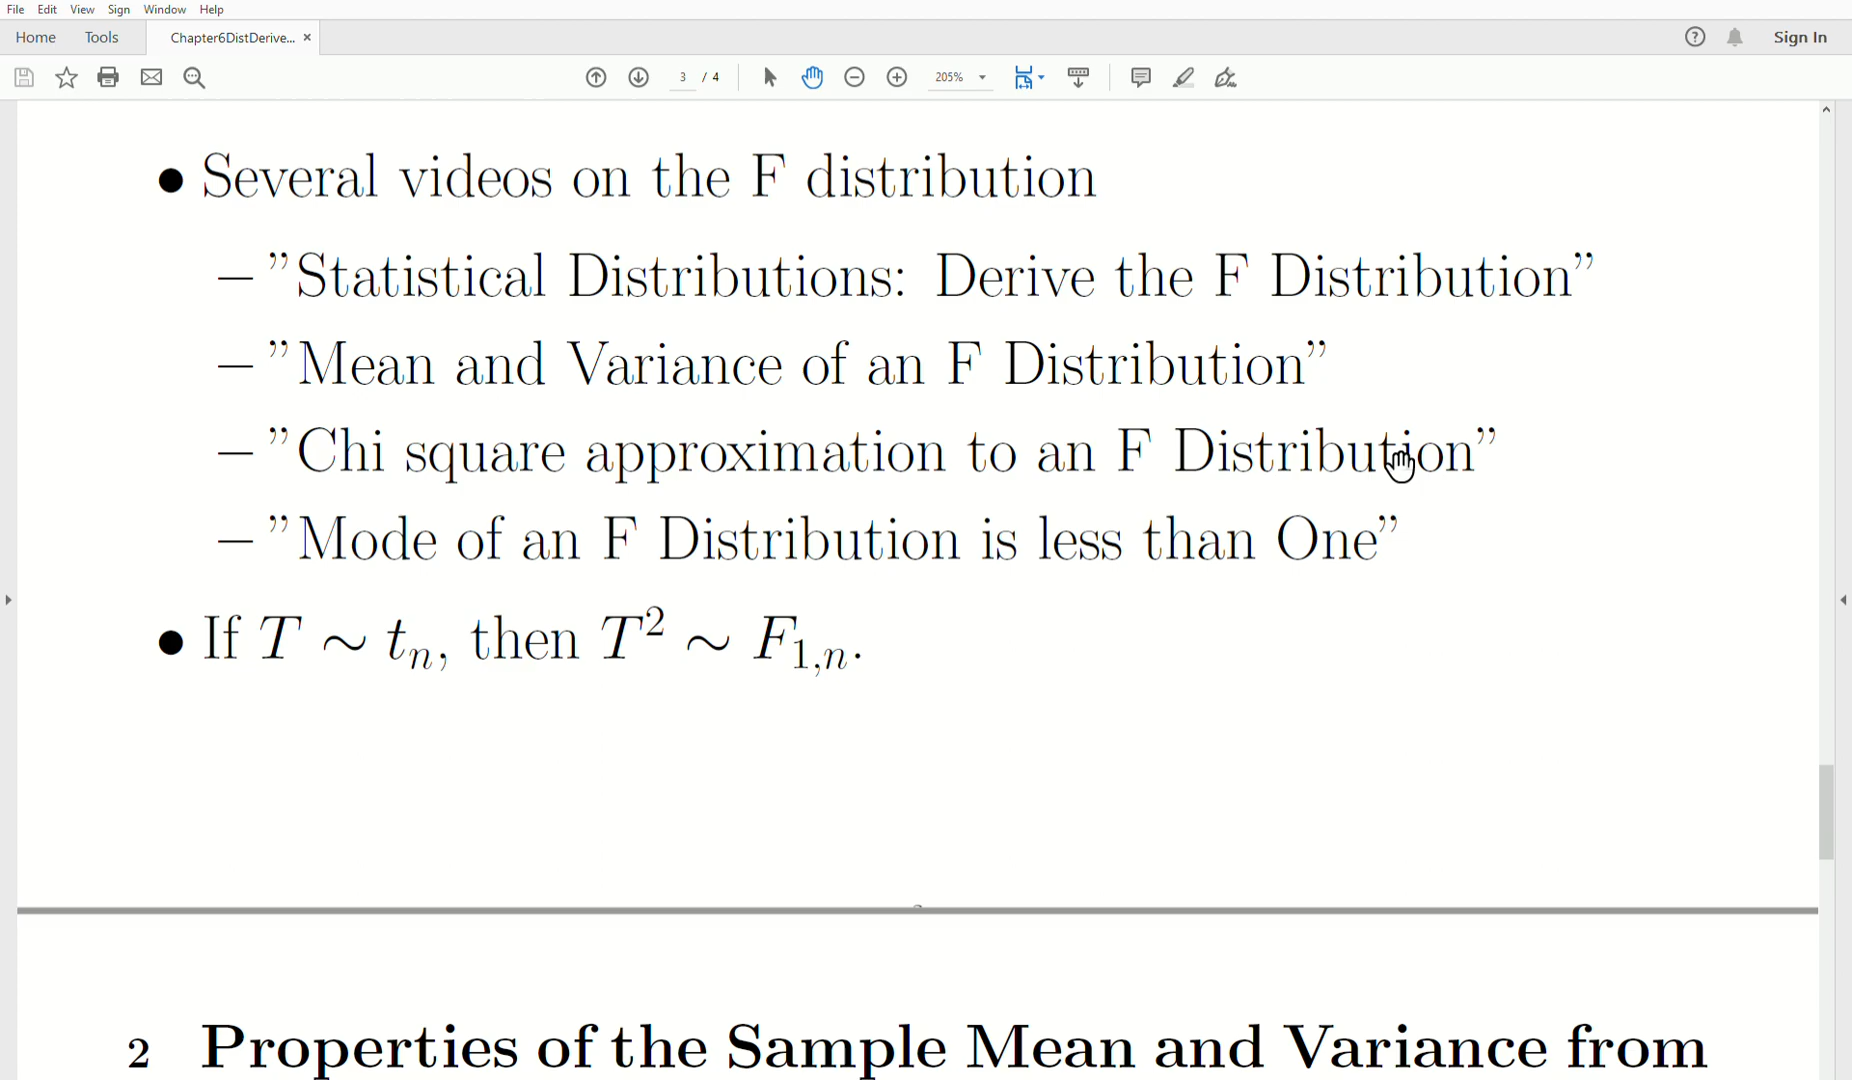 File Edit View Sign Window Help
Home Tools Chapter6DistDerive... × Sign In
3 / 4 205%
• Several videos on the F distribution
– ”Statistical Distributions: Derive the F Distribution”
– ”Mean and Variance of an F Distribution”
– ”Chi square approximation to an F Distribution”
– ”Mode of an F Distribution is less than One”
• If T ∼ tₙ, then T² ∼ F₁,ₙ.
2 Properties of the Sample Mean and Variance from